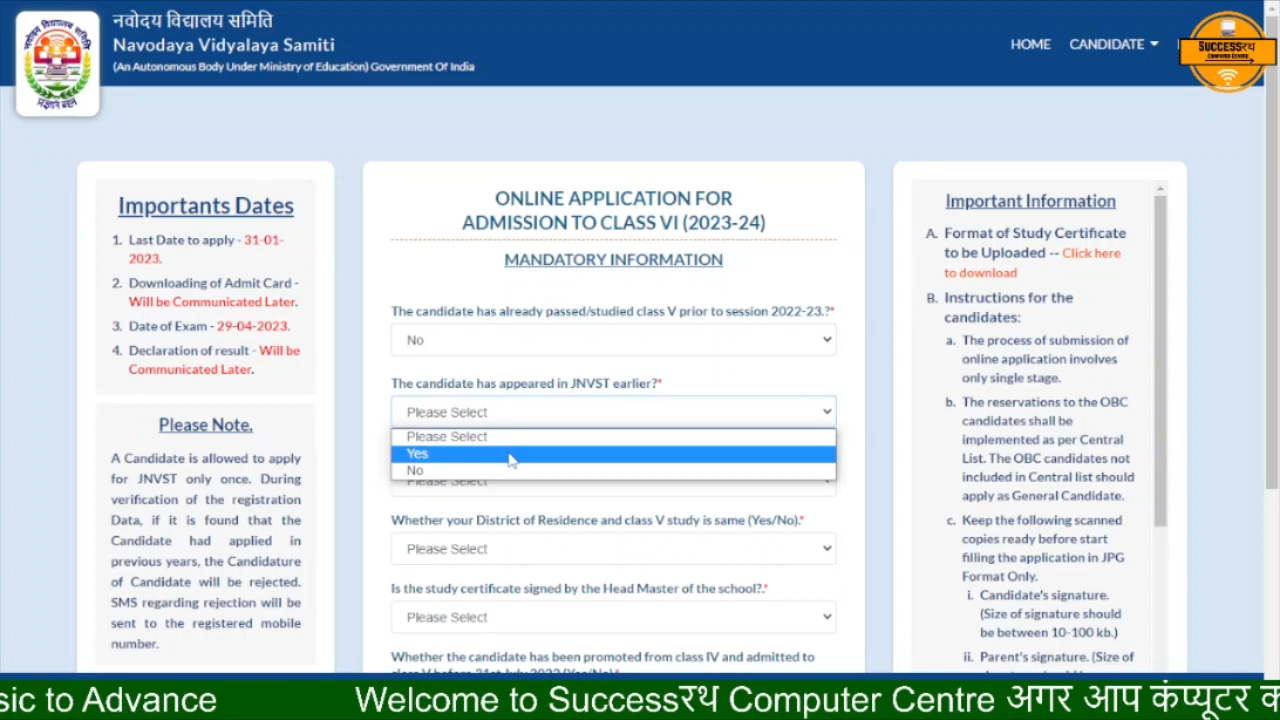 नवोदय विद्यालय समिति
Navodaya Vidyalaya Samiti
(An Autonomous Body Under Ministry of Education) Government Of India
HOME
CANDIDATE
SUCCESSरथ
COMPUTER CENTRE
Importants Dates
1. Last Date to apply - 31-01-
2023.
2. Downloading of Admit Card -
Will be Communicated Later.
3. Date of Exam - 29-04-2023.
4. Declaration of result - Will be
Communicated Later.
Please Note.
A Candidate is allowed to apply
for JNVST only once. During
verification of the registration
Data, if it is found that the
Candidate had applied in
previous years, the Candidature
of Candidate will be rejected.
SMS regarding rejection will be
sent to the registered mobile
number.
ONLINE APPLICATION FOR
ADMISSION TO CLASS VI (2023-24)
MANDATORY INFORMATION
The candidate has already passed/studied class V prior to session 2022-23.?*
No
The candidate has appeared in JNVST earlier?*
Please Select
Please Select
Yes
No
Please Select
Whether your District of Residence and class V study is same (Yes/No).*
Please Select
Is the study certificate signed by the Head Master of the school?.*
Please Select
Whether the candidate has been promoted from class IV and admitted to
class V before 31st July 2022 (Yes/No)*
Important Information
A. Format of Study Certificate
to be Uploaded -- Click here
to download
B. Instructions for the
candidates:
a. The process of submission of
online application involves
only single stage.
b. The reservations to the OBC
candidates shall be
implemented as per Central
List. The OBC candidates not
included in Central list should
apply as General Candidate.
c. Keep the following scanned
copies ready before start
filling the application in JPG
Format Only.
i. Candidate's signature.
(Size of signature should
be between 10-100 kb.)
ii. Parent's signature. (Size of
sic to Advance Welcome to Successरथ Computer Centre अगर आप कंप्यूटर